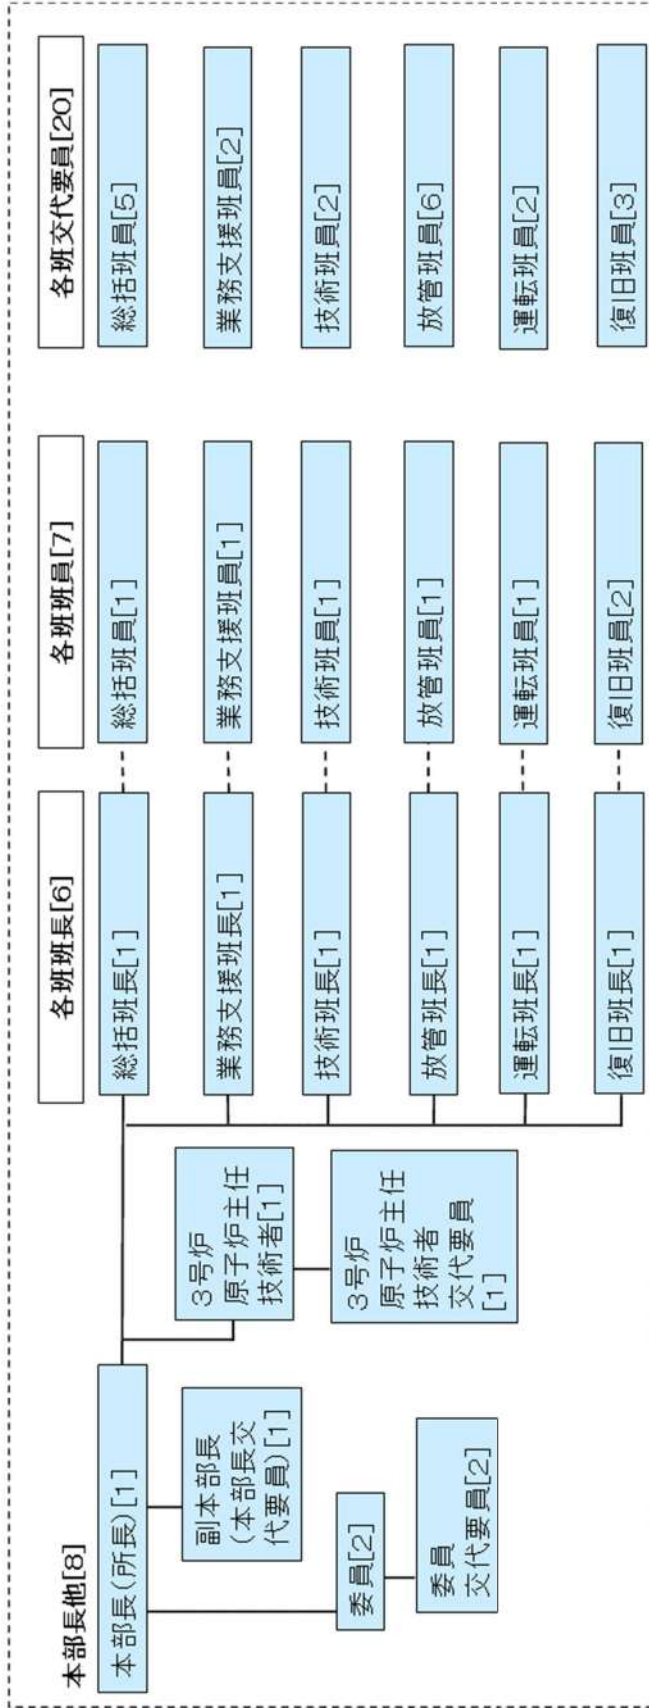 本部長他[8]
本部長(所長)[1]
副本部長
(本部長交
代要員)[1]
委員[2]
委員
交代要員[2]
3号炉
原子炉主任
技術者[1]
3号炉
原子炉主任
技術者
交代要員
[1]
各班班長[6]
総括班長[1]
業務支援班長[1]
技術班長[1]
放管班長[1]
運転班長[1]
復旧班長[1]
各班班員[7]
総括班員[1]
業務支援班員[1]
技術班員[1]
放管班員[1]
運転班員[1]
復旧班員[2]
各班交代要員[20]
総括班員[5]
業務支援班員[2]
技術班員[2]
放管班員[6]
運転班員[2]
復旧班員[3]